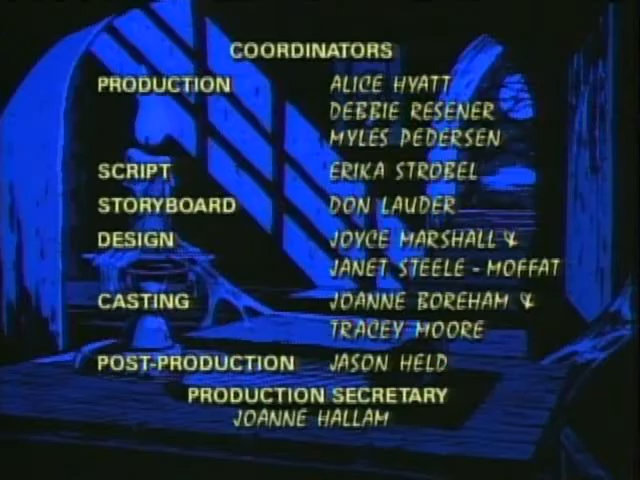 COORDINATORS
PRODUCTION ALICE HYATT
DEBBIE RESENER
MYLES PEDERSEN
SCRIPT ERIKA STROBEL
STORYBOARD DON LAUDER
DESIGN JOYCE MARSHALL &
JANET STEELE - MOFFAT
CASTING JOANNE BOREHAM &
TRACEY MOORE
POST-PRODUCTION JASON HELD
PRODUCTION SECRETARY
JOANNE HALLAM